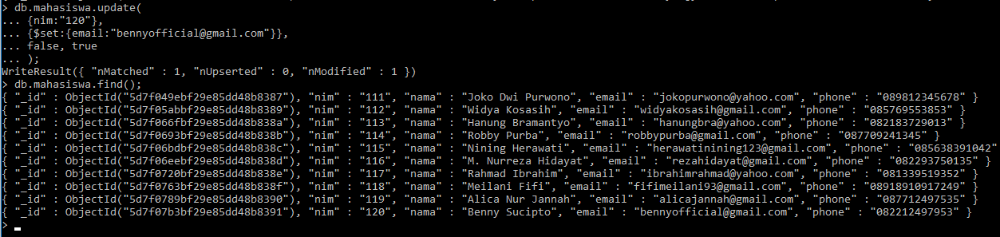 > db.mahasiswa.update(
... {nim:"120"},
... {$set:{email:"bennyofficial@gmail.com"}},
... false, true
... );
WriteResult({ "nMatched" : 1, "nUpserted" : 0, "nModified" : 1 })
> db.mahasiswa.find();
{ "_id" : ObjectId("5d7f049ebf29e85dd48b8387"), "nim" : "111", "nama" : "Joko Dwi Purwono", "email" : "jokopurwono@yahoo.com", "phone" : "089812345678" }
{ "_id" : ObjectId("5d7f05abbf29e85dd48b8389"), "nim" : "112", "nama" : "Widya Kosasih", "email" : "widyakosasih@gmail.com", "phone" : "085769553853" }
{ "_id" : ObjectId("5d7f066fbf29e85dd48b838a"), "nim" : "113", "nama" : "Hanung Bramantyo", "email" : "hanungbra@yahoo.com", "phone" : "082183729013" }
{ "_id" : ObjectId("5d7f0693bf29e85dd48b838b"), "nim" : "114", "nama" : "Robby Purba", "email" : "robbypurba@gmail.com", "phone" : "087709241345" }
{ "_id" : ObjectId("5d7f06bdbf29e85dd48b838c"), "nim" : "115", "nama" : "Nining Herawati", "email" : "herawatinining123@gmail.com", "phone" : "085638391042"
{ "_id" : ObjectId("5d7f06eebf29e85dd48b838d"), "nim" : "116", "nama" : "M. Nurreza Hidayat", "email" : "rezahidayat@gmail.com", "phone" : "082293750135" }
{ "_id" : ObjectId("5d7f0720bf29e85dd48b838e"), "nim" : "117", "nama" : "Rahmad Ibrahim", "email" : "ibrahimrahmad@yahoo.com", "phone" : "081339519352" }
{ "_id" : ObjectId("5d7f0763bf29e85dd48b838f"), "nim" : "118", "nama" : "Meilani Fifi", "email" : "fifimeilani93@gmail.com", "phone" : "08918910917249" }
{ "_id" : ObjectId("5d7f0789bf29e85dd48b8390"), "nim" : "119", "nama" : "Alica Nur Jannah", "email" : "alicajannah@gmail.com", "phone" : "087712497535" }
{ "_id" : ObjectId("5d7f07b3bf29e85dd48b8391"), "nim" : "120", "nama" : "Benny Sucipto", "email" : "bennyofficial@gmail.com", "phone" : "082212497953" }
>